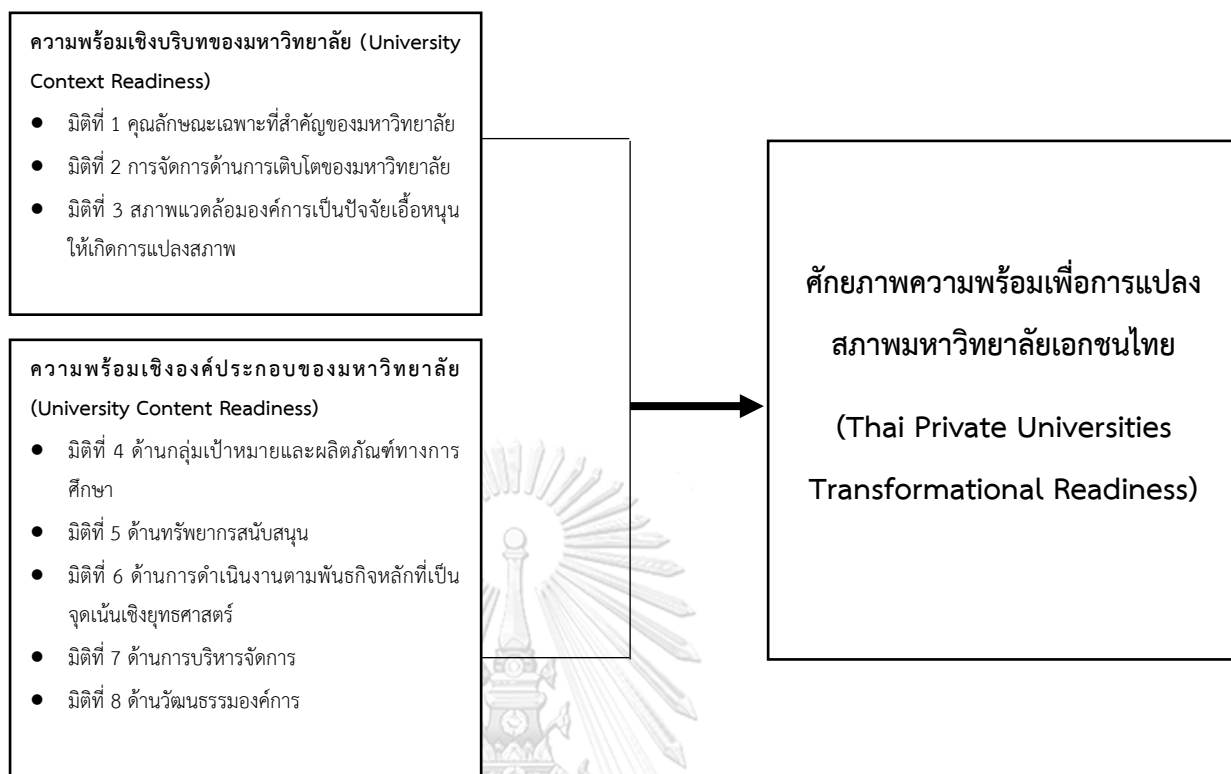 ความพร้อมเชิงบริบทของมหาวิทยาลัย (University
Context Readiness)
● มิติที่ 1 คุณลักษณะเฉพาะที่สำคัญของมหาวิทยาลัย
● มิติที่ 2 การจัดการด้านการเติบโตของมหาวิทยาลัย
● มิติที่ 3 สภาพแวดล้อมองค์การเป็นปัจจัยเอื้อหนุน
ให้เกิดการแปลงสภาพ
ความพร้อมเชิงองค์ประกอบของมหาวิทยาลัย
(University Content Readiness)
● มิติที่ 4 ด้านกลุ่มเป้าหมายและผลิตภัณฑ์ทางการ
ศึกษา
● มิติที่ 5 ด้านทรัพยากรสนับสนุน
● มิติที่ 6 ด้านการดำเนินงานตามพันธกิจหลักที่เป็น
จุดเน้นเชิงยุทธศาสตร์
● มิติที่ 7 ด้านการบริหารจัดการ
● มิติที่ 8 ด้านวัฒนธรรมองค์การ
ศักยภาพความพร้อมเพื่อการแปลง
สภาพมหาวิทยาลัยเอกชนไทย
(Thai Private Universities
Transformational Readiness)